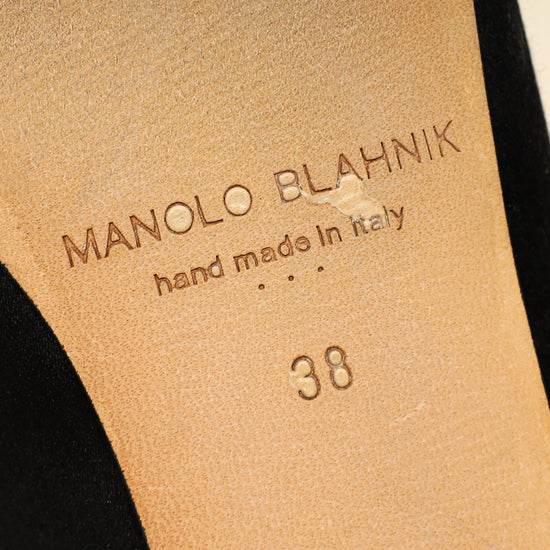 MANOLO BLAHNIK
hand made in italy
...
38